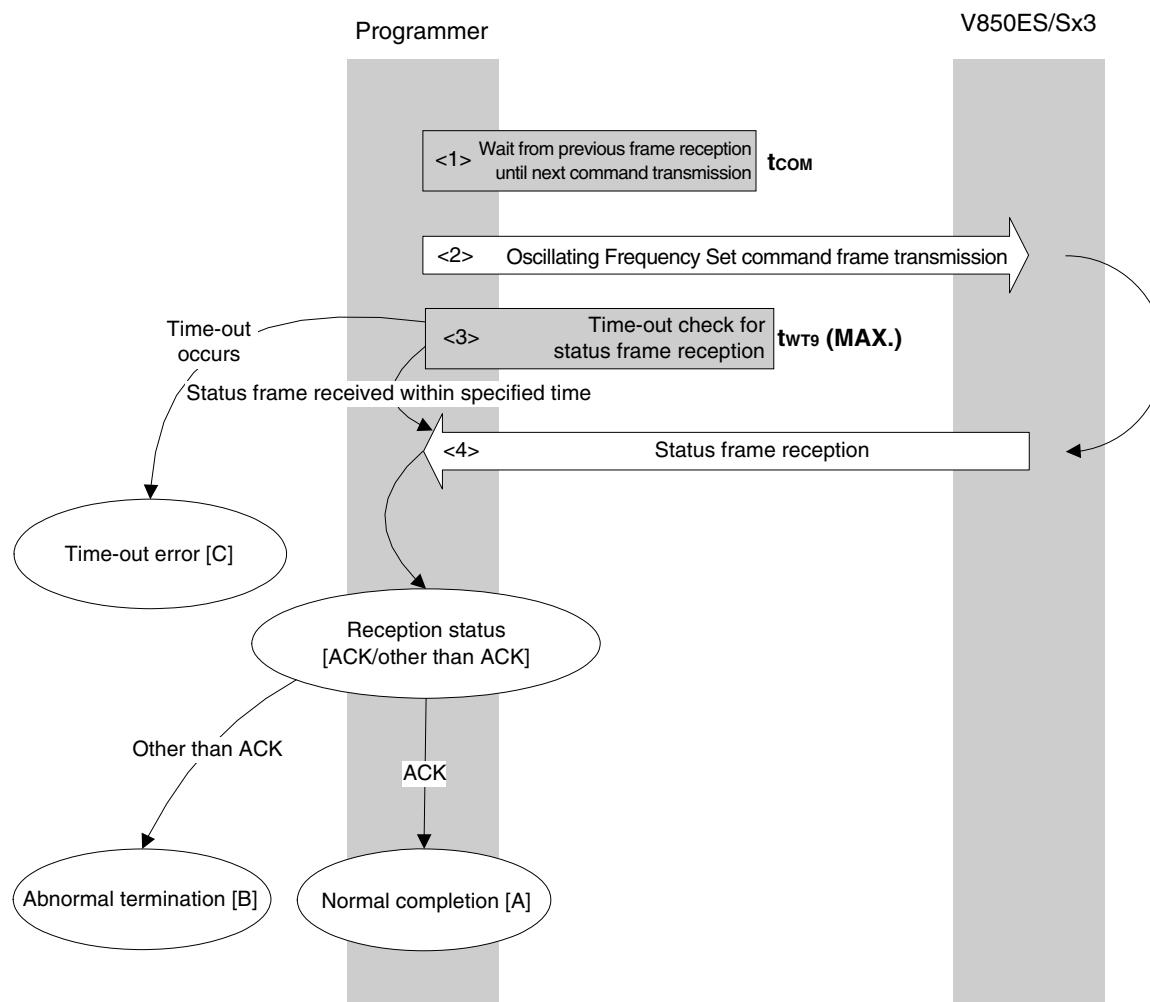 Programmer
V850ES/Sx3
<1> Wait from previous frame reception
until next command transmission
tCOM
<2> Oscillating Frequency Set command frame transmission
<3> Time-out check for
status frame reception
tWT9 (MAX.)
Time-out
occurs
Status frame received within specified time
<4> Status frame reception
Time-out error [C]
Reception status
[ACK/other than ACK]
Other than ACK
ACK
Abnormal termination [B]
Normal completion [A]